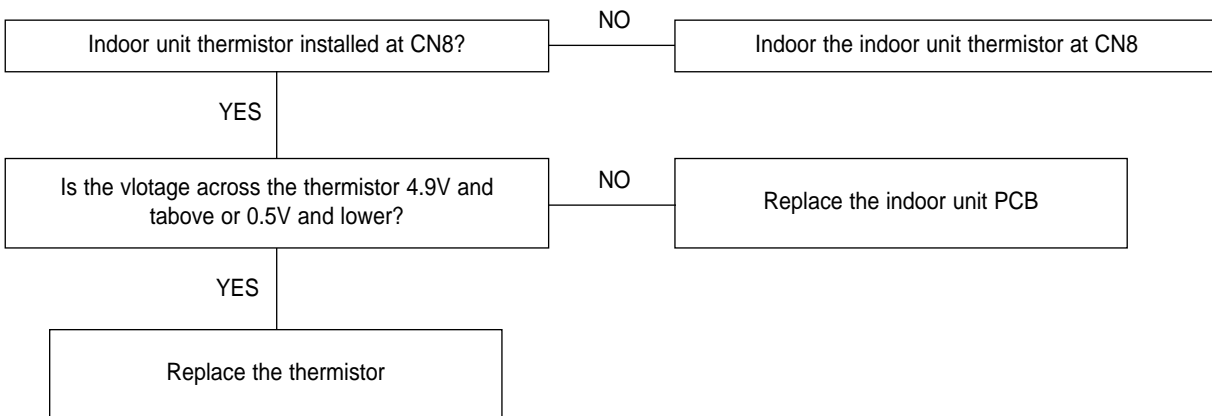 Indoor unit thermistor installed at CN8?
NO
Indoor the indoor unit thermistor at CN8
YES
Is the vlotage across the thermistor 4.9V and
tabove or 0.5V and lower?
NO
Replace the indoor unit PCB
YES
Replace the thermistor